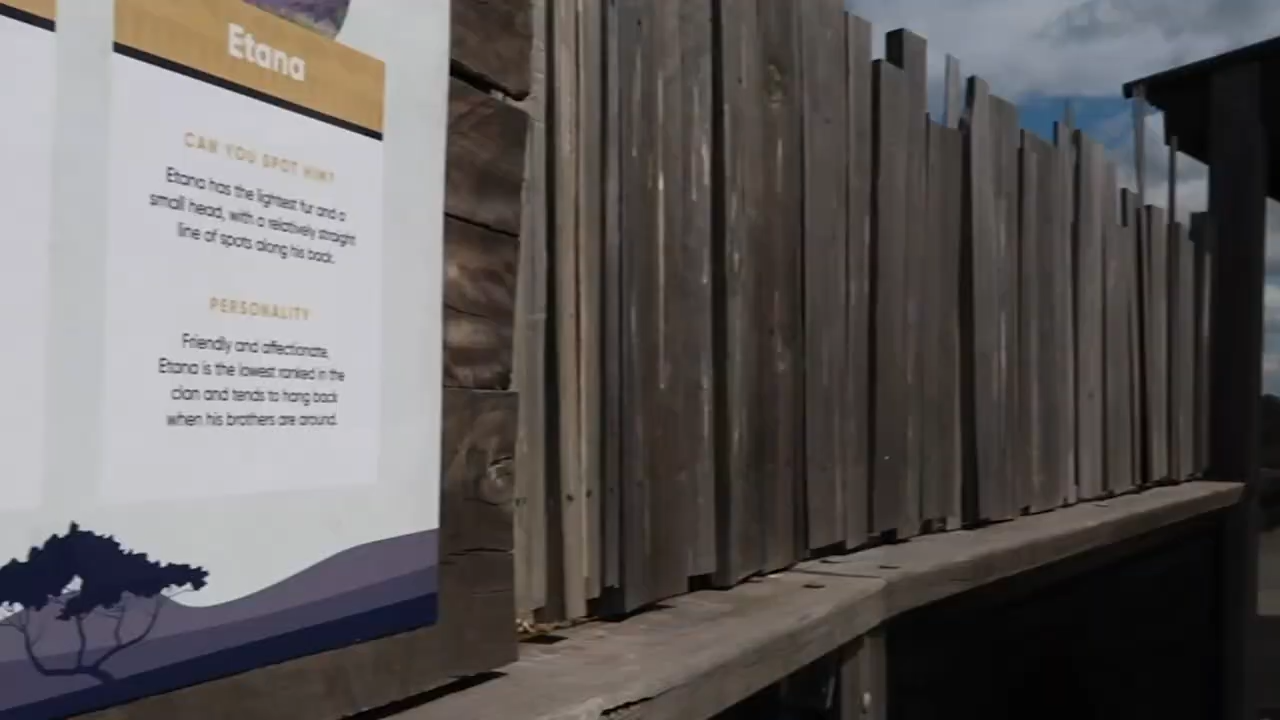 Etana
CAN YOU SPOT HIM?
Etana has the lightest fur and a
small head, with a relatively straight
line of spots along his back.
PERSONALITY
Friendly and affectionate,
Etana is the lowest ranked in the
clan and tends to hang back
when his brothers are around.